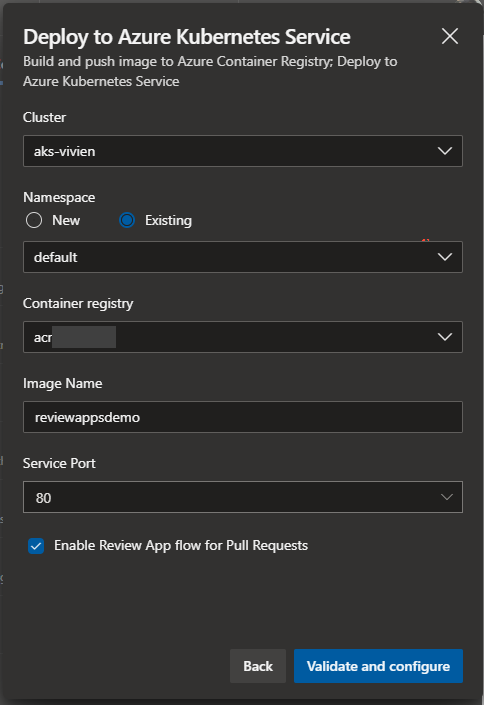 Deploy to Azure Kubernetes Service
Build and push image to Azure Container Registry; Deploy to
Azure Kubernetes Service
Cluster
aks-vivien
Namespace
New
Existing
default
Container registry
acr
Image Name
reviewappsdemo
Service Port
80
Enable Review App flow for Pull Requests
Back
Validate and configure